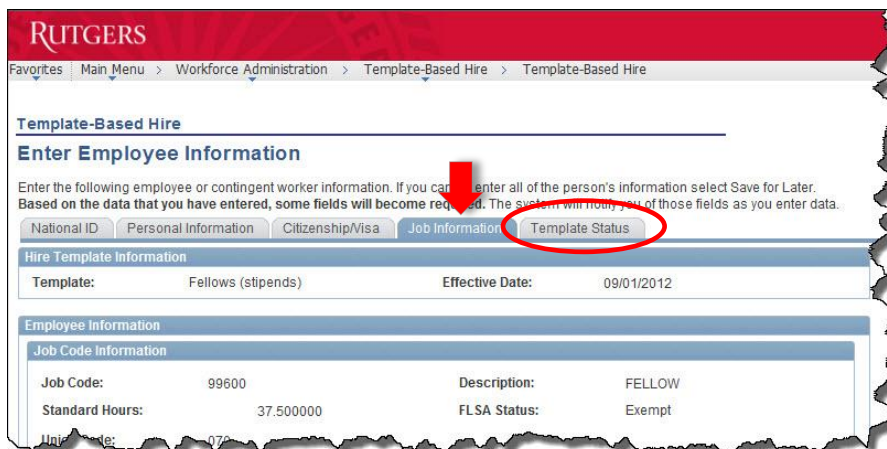 RUTGERS
Favorites Main Menu > Workforce Administration > Template-Based Hire > Template-Based Hire
Template-Based Hire
Enter Employee Information
Enter the following employee or contingent worker information. If you enter all of the person's information select Save for Later.
Based on the data that you have entered, some fields will become required. The system will notify you of those fields as you enter data.
National ID Personal Information Citizenship/Visa Job Information Template Status
Hire Template Information
Template: Fellows (stipends) Effective Date: 09/01/2012
Employee Information
Job Code Information
Job Code: 99600 Description: FELLOW
Standard Hours: 37.500000 FLSA Status: Exempt